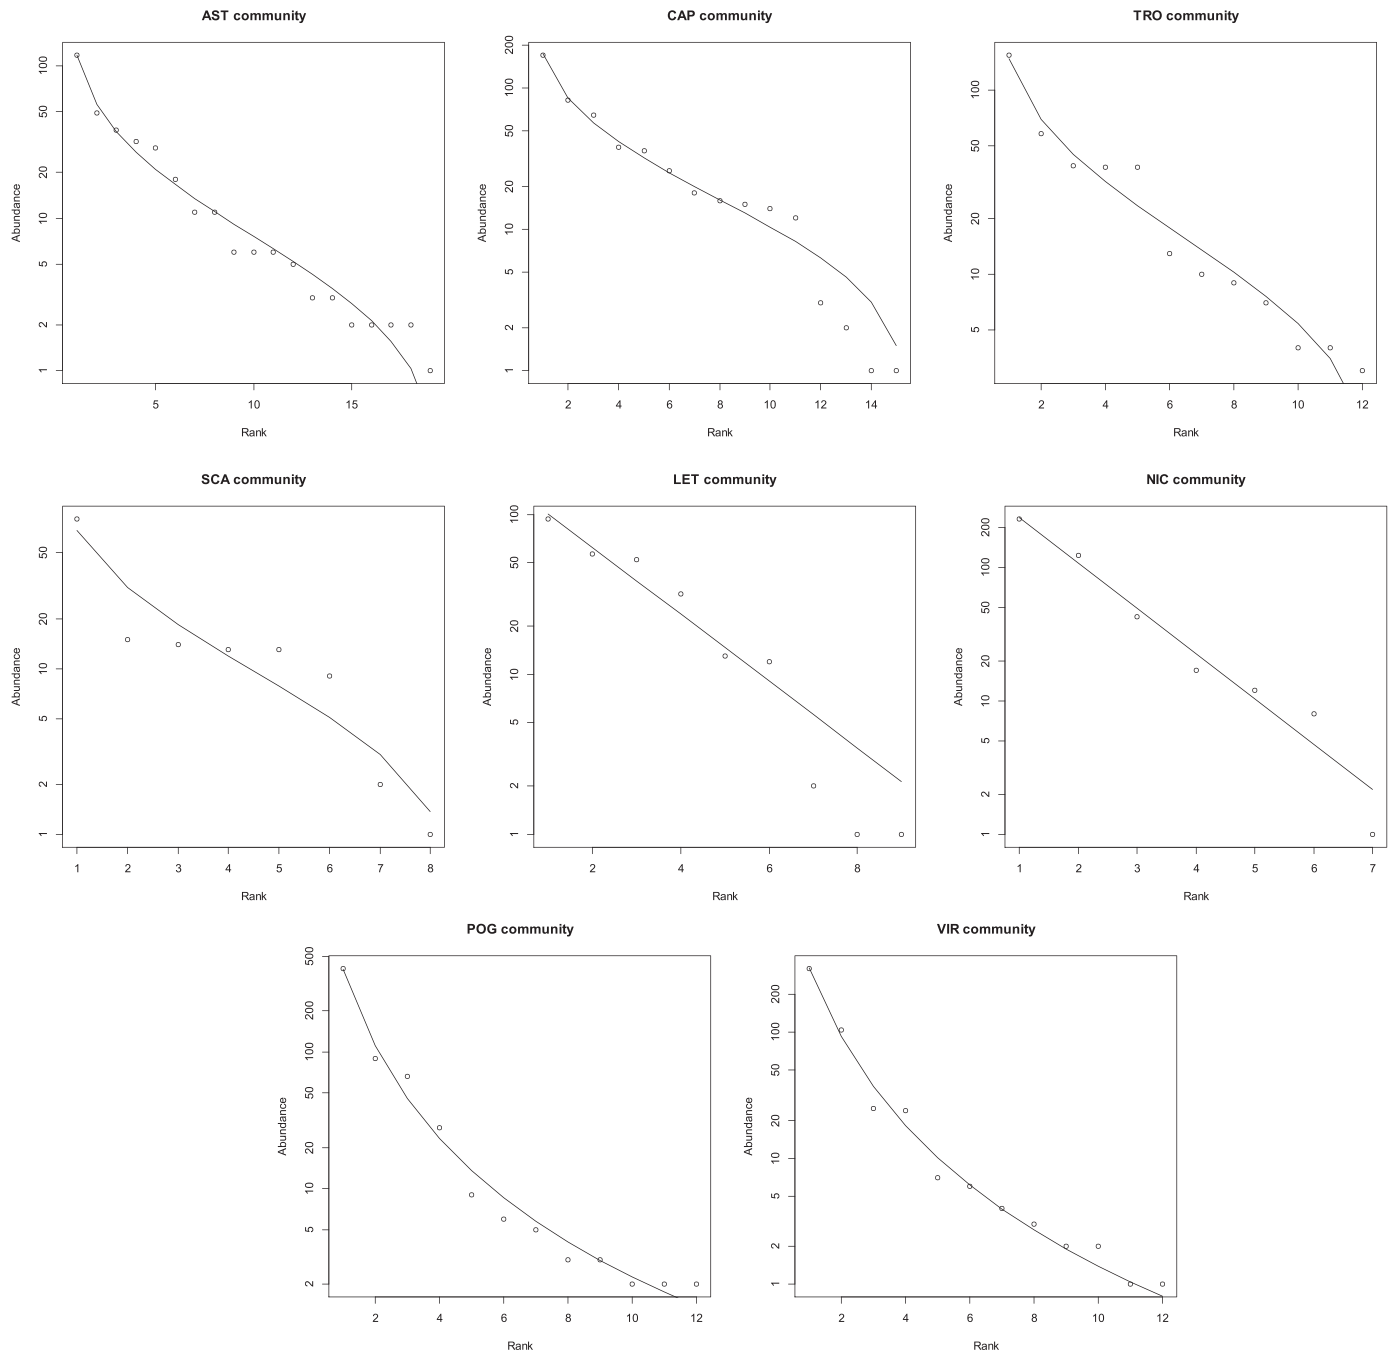 AST community
Abundance
100
50
20
10
5
2
1
5 10 15
Rank
CAP community
Abundance
200
100
50
20
10
5
2
1
2 4 6 8 10 12 14
Rank
TRO community
Abundance
100
50
20
10
5
2 4 6 8 10 12
Rank
SCA community
Abundance
50
20
10
5
2
1
1 2 3 4 5 6 7 8
Rank
LET community
Abundance
100
50
20
10
5
2
1
2 4 6 8
Rank
NIC community
Abundance
200
100
50
20
10
5
2
1
1 2 3 4 5 6 7
Rank
POG community
Abundance
500
200
100
50
20
10
5
2
2 4 6 8 10 12
Rank
VIR community
Abundance
200
100
50
20
10
5
2
1
2 4 6 8 10 12
Rank